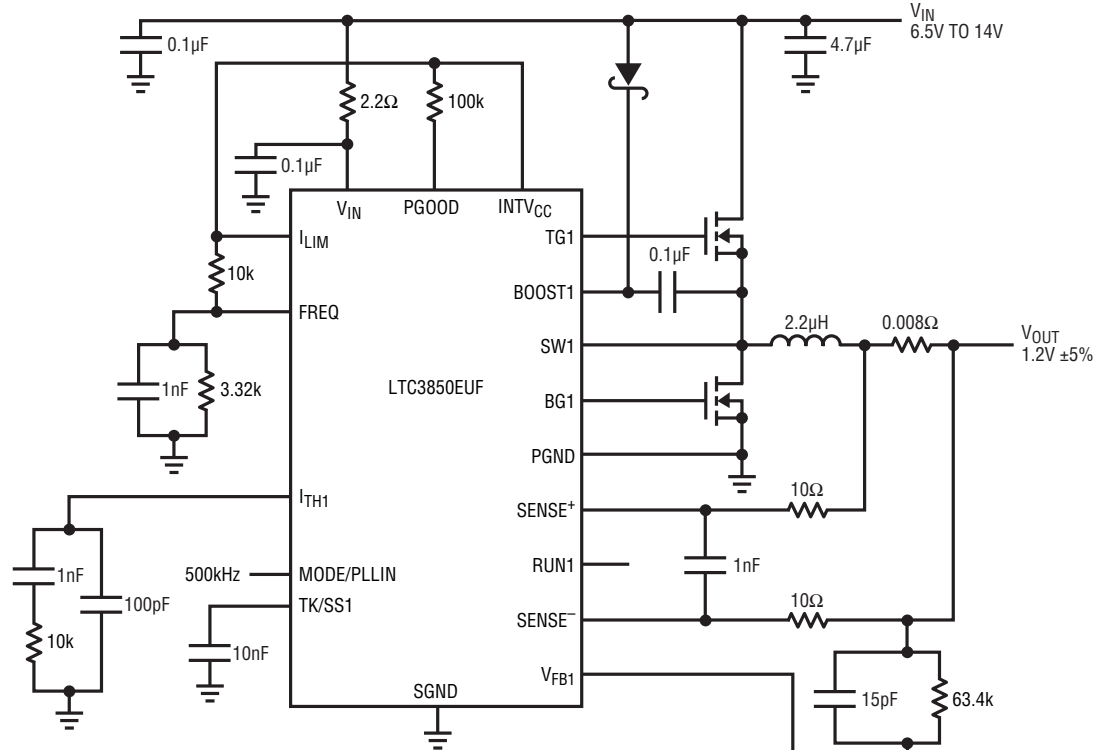 V_IN
6.5V TO 14V
0.1µF
4.7µF
2.2Ω
100k
0.1µF
V_IN
PGOOD
INTV_CC
I_LIM
TG1
0.1µF
10k
BOOST1
FREQ
2.2µH
0.008Ω
V_OUT
1.2V ±5%
SW1
1nF
3.32k
LTC3850EUF
BG1
PGND
I_TH1
10Ω
SENSE+
1nF
100pF
500kHz
MODE/PLLIN
RUN1
1nF
TK/SS1
10Ω
10k
10nF
SENSE–
V_FB1
SGND
15pF
63.4k